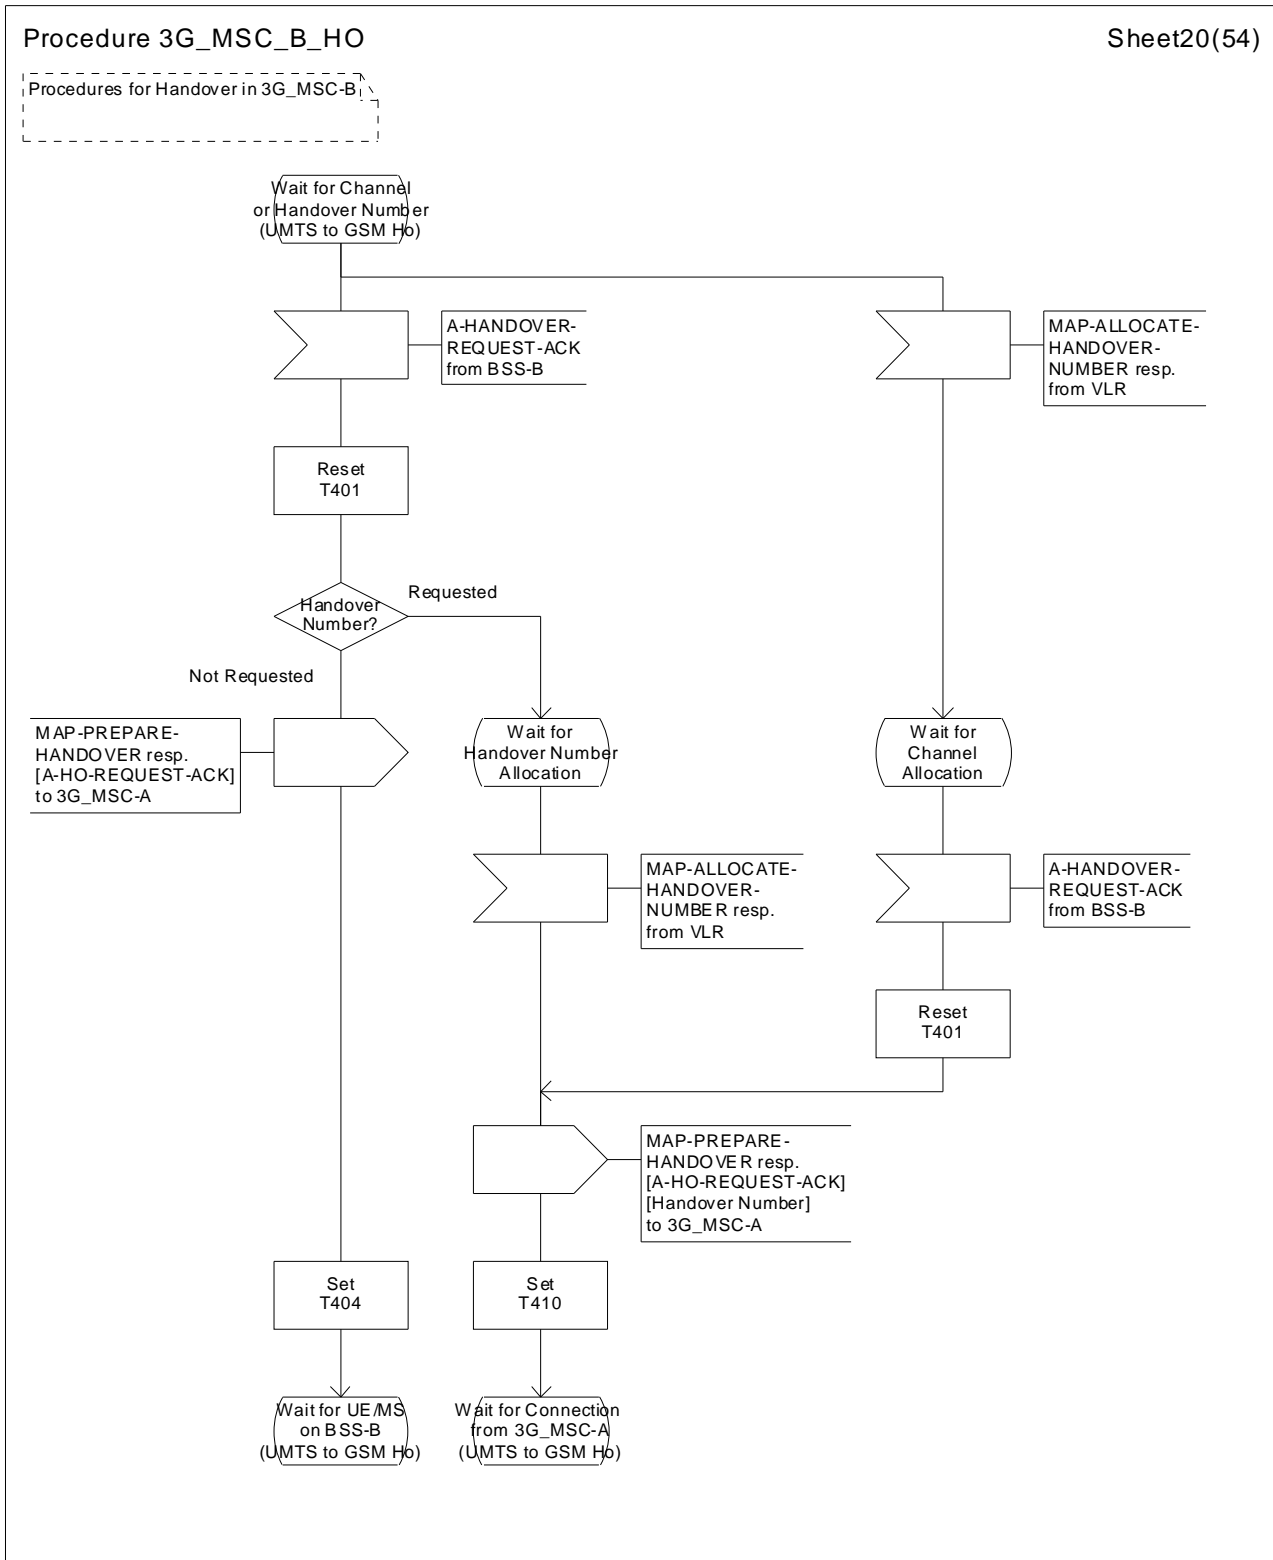 Procedure 3G_MSC_B_HO
Sheet20(54)
Procedures for Handover in 3G_MSC-B
Wait for Channel
or Handover Number
(UMTS to GSM Ho)
A-HANDOVER-
REQUEST-ACK
from BSS-B
MAP-ALLOCATE-
HANDOVER-
NUMBER resp.
from VLR
Reset
T401
Handover
Number?
Requested
Not Requested
MAP-PREPARE-
HANDOVER resp.
[A-HO-REQUEST-ACK]
to 3G_MSC-A
Wait for
Handover Number
Allocation
Wait for
Channel
Allocation
MAP-ALLOCATE-
HANDOVER-
NUMBER resp.
from VLR
A-HANDOVER-
REQUEST-ACK
from BSS-B
Reset
T401
MAP-PREPARE-
HANDOVER resp.
[A-HO-REQUEST-ACK]
[Handover Number]
to 3G_MSC-A
Set
T404
Set
T410
Wait for UE/MS
on BSS-B
(UMTS to GSM Ho)
Wait for Connection
from 3G_MSC-A
(UMTS to GSM Ho)